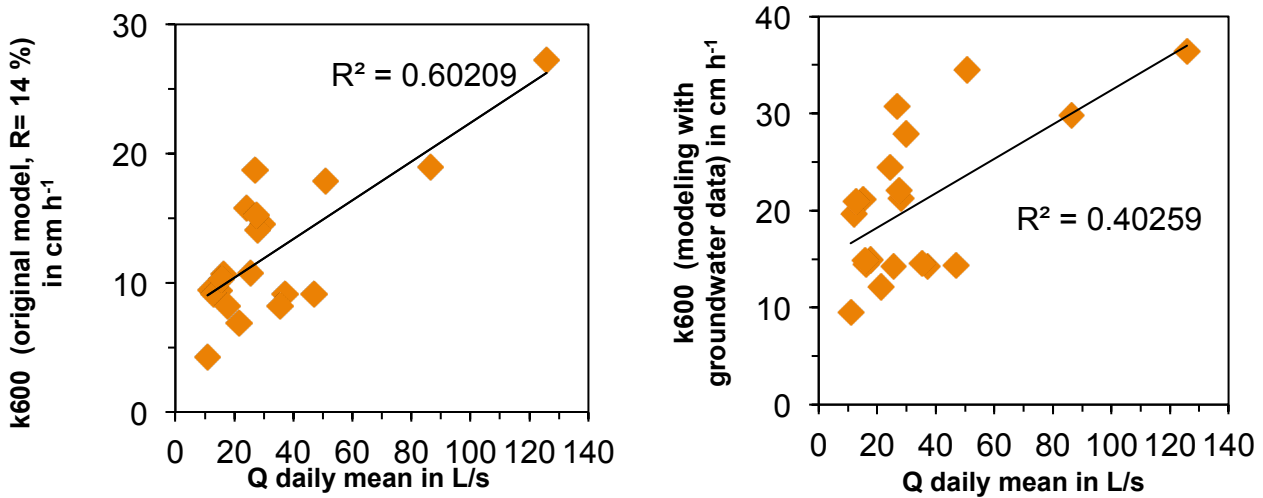 k600 (original model, R= 14 %)
in cm h⁻¹
30
20
10
0
R² = 0.60209
0 20 40 60 80 100 120 140
Q daily mean in L/s
k600 (modeling with
groundwater data) in cm h⁻¹
40
30
20
10
0
R² = 0.40259
0 20 40 60 80 100 120 140
Q daily mean in L/s